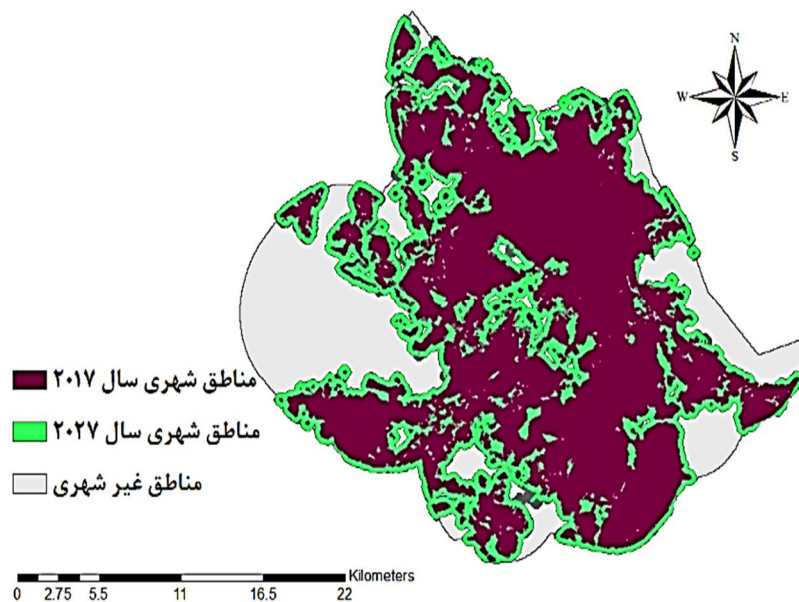 N
W E
S
مناطق شهری سال ۲۰۱۷
مناطق شهری سال ۲۰۲۷
مناطق غیر شهری
Kilometers
0 2.75 5.5 11 16.5 22